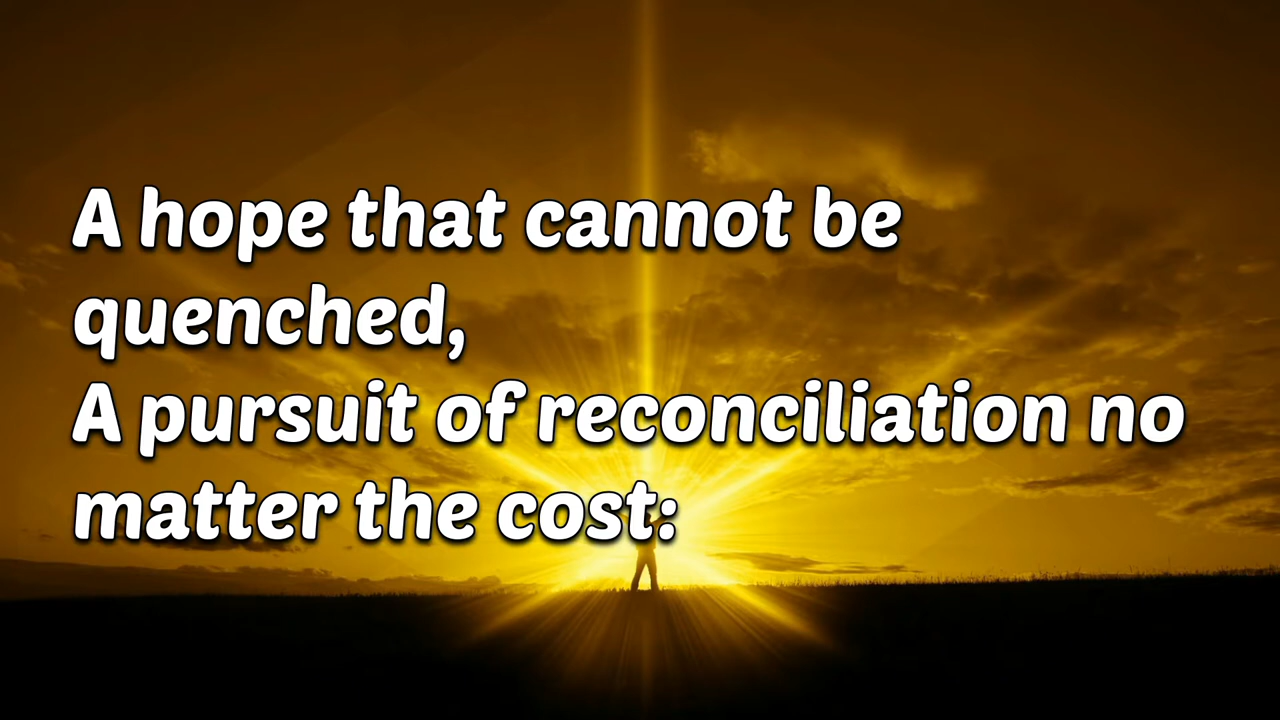 A hope that cannot be
quenched,
A pursuit of reconciliation no
matter the cost: